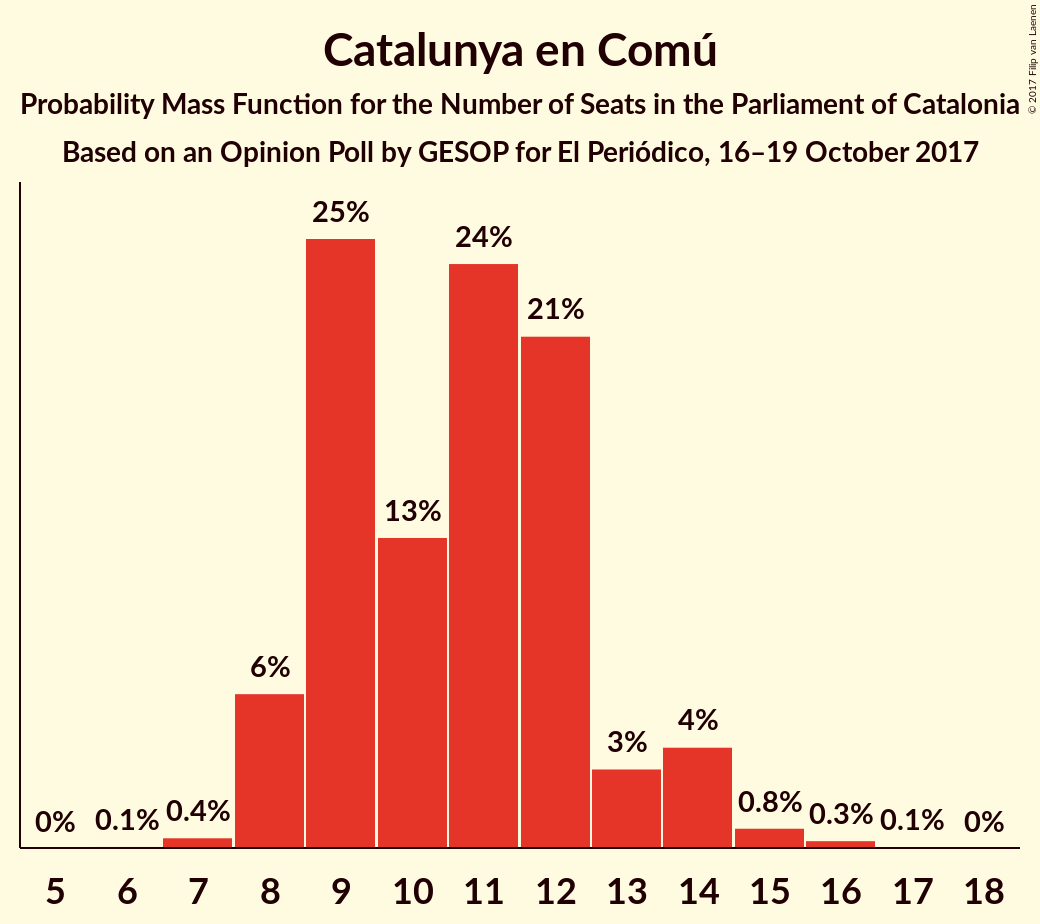 Catalunya en Comú
Probability Mass Function for the Number of Seats in the Parliament of Catalonia
Based on an Opinion Poll by GESOP for El Periódico, 16–19 October 2017
© 2017 Filip van Laenen
25%
24%
21%
13%
6%
4%
3%
0% 0.1% 0.4% 0.8% 0.3% 0.1% 0%
5 6 7 8 9 10 11 12 13 14 15 16 17 18